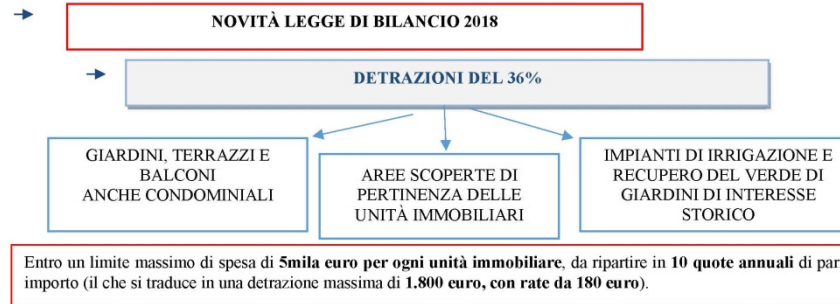 NOVITÀ LEGGE DI BILANCIO 2018
DETRAZIONI DEL 36%
GIARDINI, TERRAZZI E
BALCONI
ANCHE CONDOMINIALI
AREE SCOPERTE DI
PERTINENZA DELLE
UNITÀ IMMOBILIARI
IMPIANTI DI IRRIGAZIONE E
RECUPERO DEL VERDE DI
GIARDINI DI INTERESSE
STORICO
Entro un limite massimo di spesa di 5mila euro per ogni unità immobiliare, da ripartire in 10 quote annuali di pari
importo (il che si traduce in una detrazione massima di 1.800 euro, con rate da 180 euro).